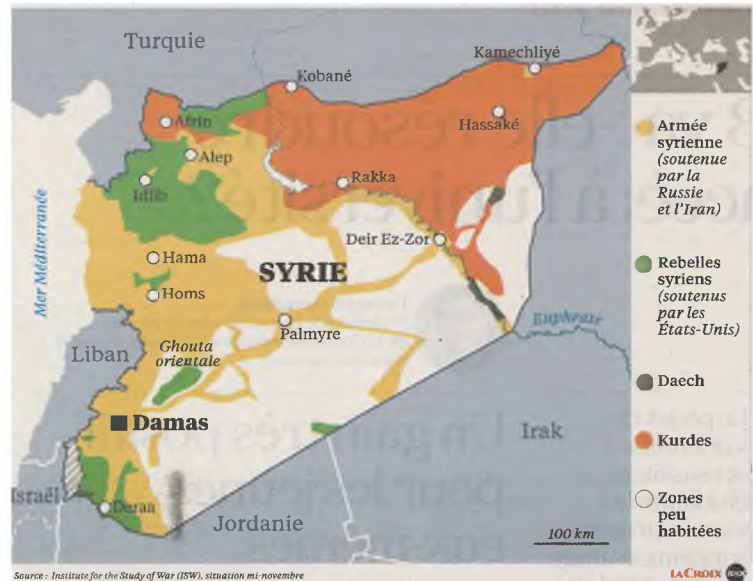 Turquie
Kamechliyé
Kobané
Afrin
Hassaké
Alep
Rakka
Idlib
Mer Méditerranée
Deir Ez-Zor
Hama
SYRIE
Homs
Palmyre
Euphrate
Liban
Ghouta
orientale
Damas
Irak
Israël
Deraa
Jordanie
100 km
Armée
syrienne
(soutenue
par la
Russie
et l'Iran)
Rebelles
syriens
(soutenus
par les
États-Unis)
Daech
Kurdes
Zones
peu
habitées
Source : Institute for the Study of War (ISW), situation mi-novembre
LA CROIX